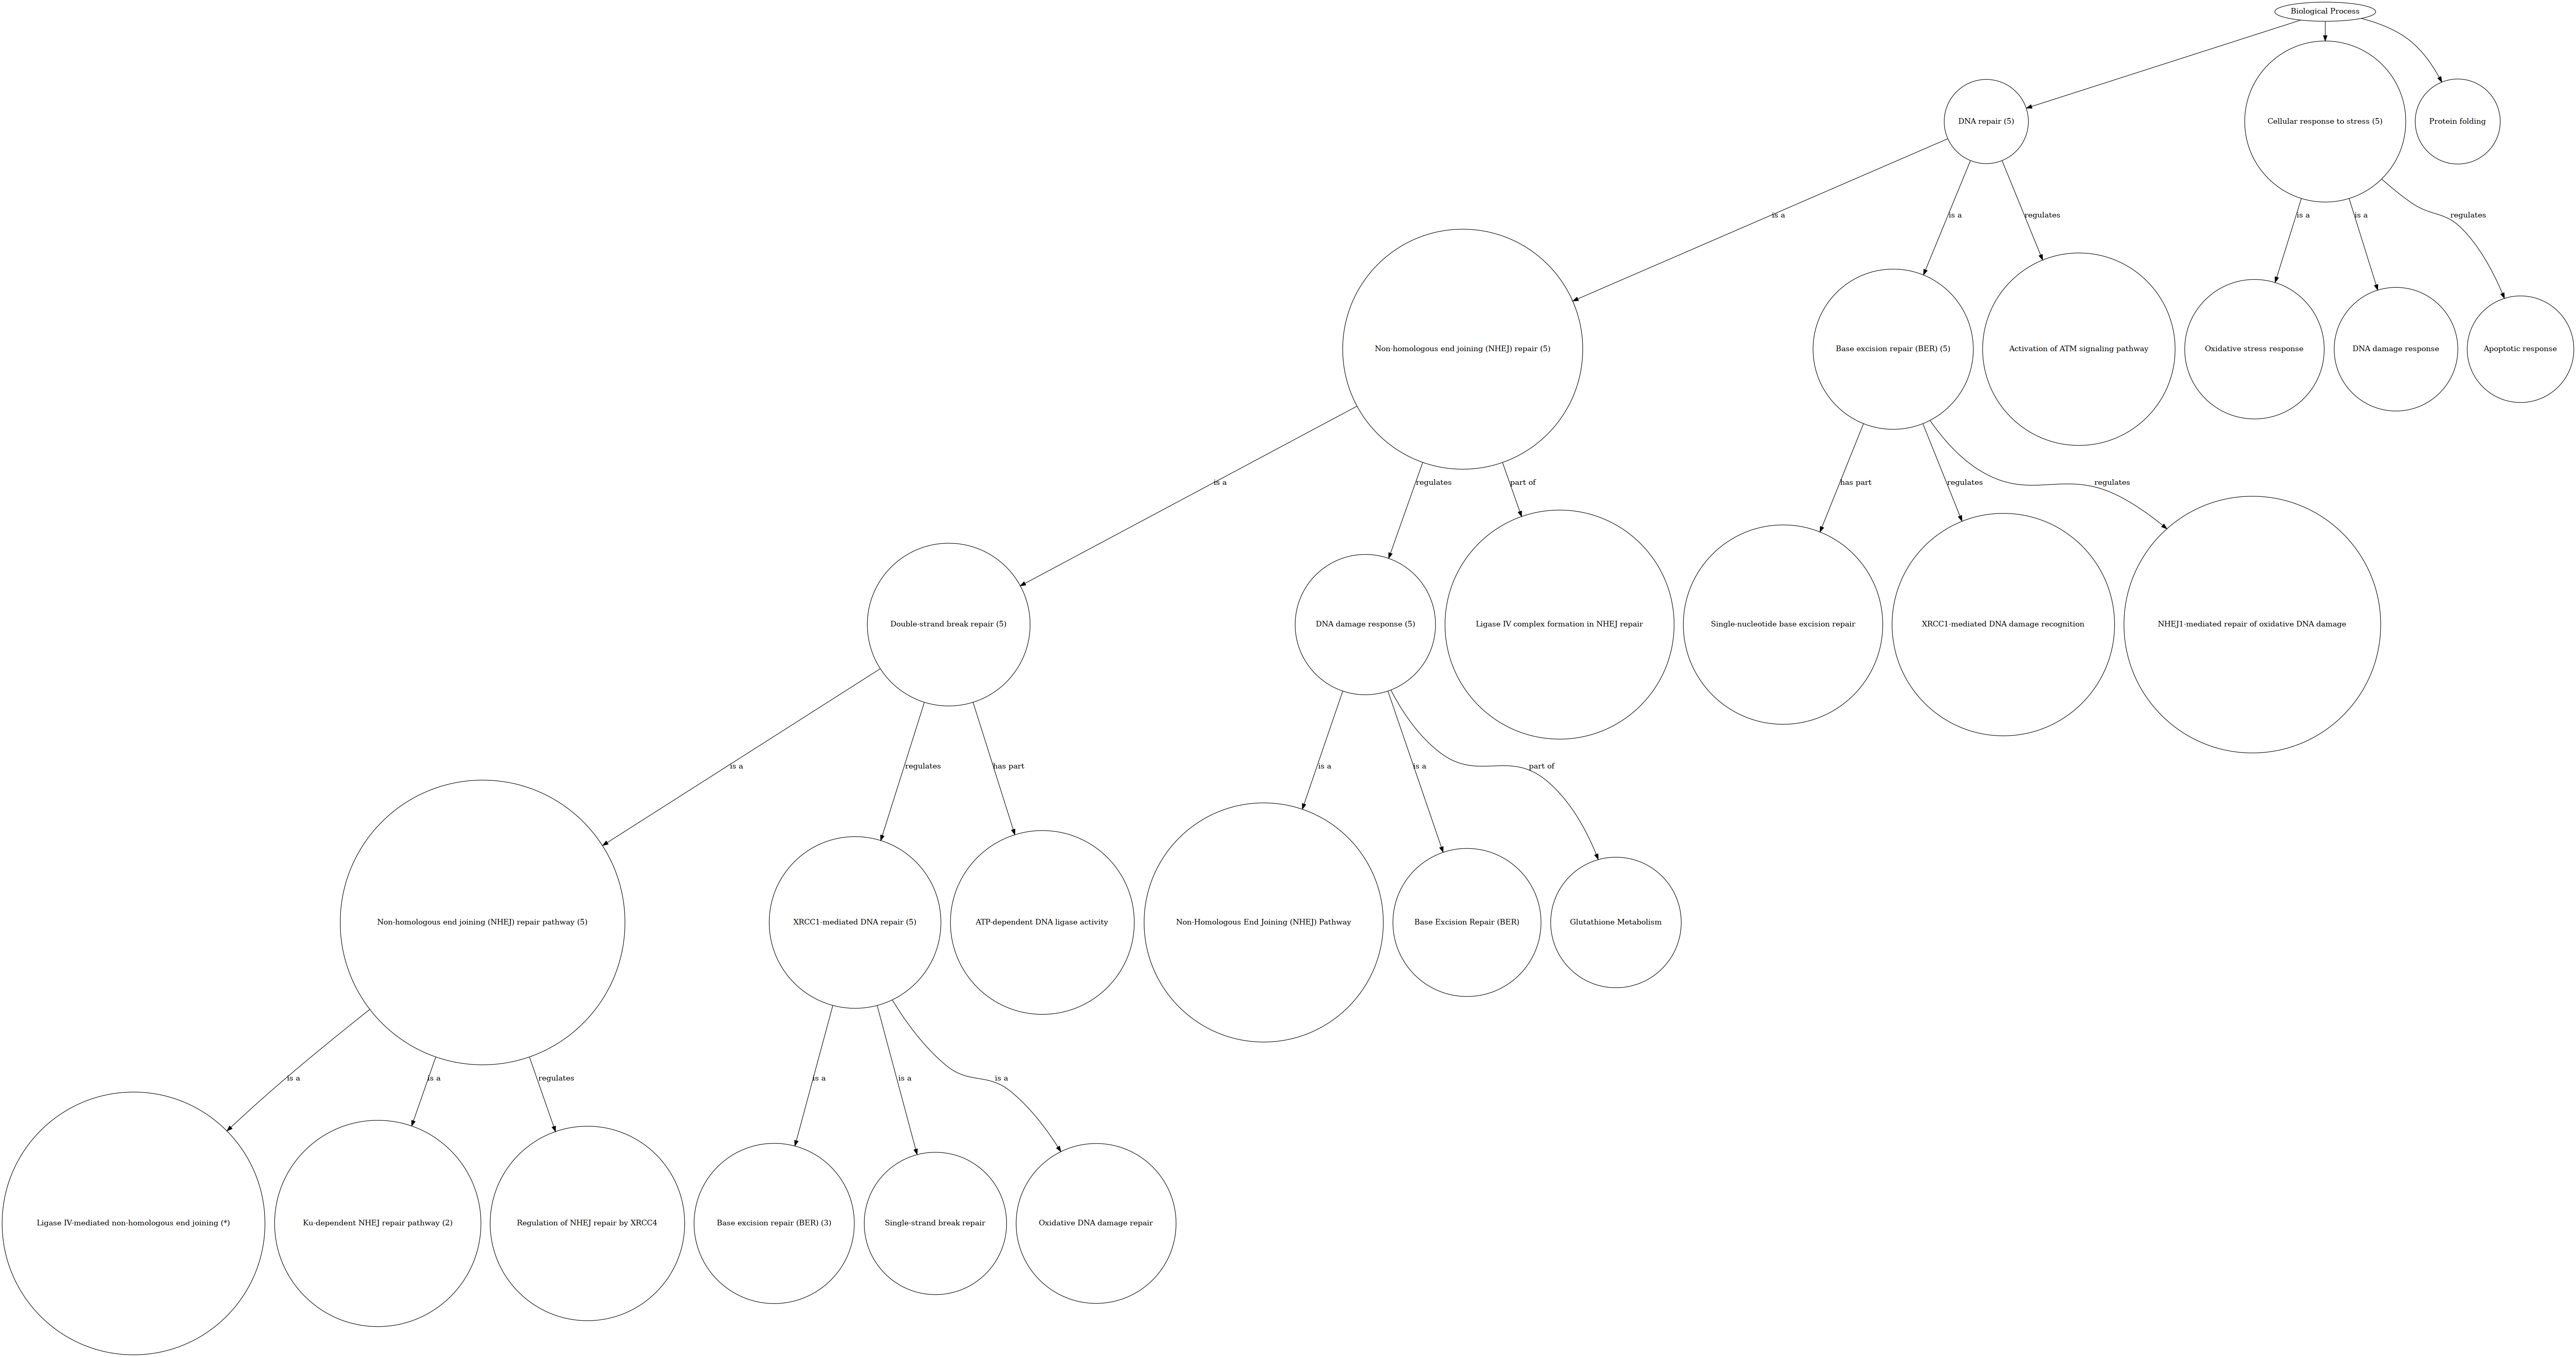 Biological Process
DNA repair (5)
Cellular response to stress (5)
Protein folding
is a
is a
regulates
is a
is a
regulates
Non-homologous end joining (NHEJ) repair (5)
Base excision repair (BER) (5)
Activation of ATM signaling pathway
Oxidative stress response
DNA damage response
Apoptotic response
is a
regulates
part of
has part
regulates
regulates
Double-strand break repair (5)
DNA damage response (5)
Ligase IV complex formation in NHEJ repair
Single-nucleotide base excision repair
XRCC1-mediated DNA damage recognition
NHEJ1-mediated repair of oxidative DNA damage
is a
regulates
has part
is a
is a
part of
Non-homologous end joining (NHEJ) repair pathway (5)
XRCC1-mediated DNA repair (5)
ATP-dependent DNA ligase activity
Non-Homologous End Joining (NHEJ) Pathway
Base Excision Repair (BER)
Glutathione Metabolism
is a
is a
regulates
is a
is a
is a
Ligase IV-mediated non-homologous end joining (*)
Ku-dependent NHEJ repair pathway (2)
Regulation of NHEJ repair by XRCC4
Base excision repair (BER) (3)
Single-strand break repair
Oxidative DNA damage repair